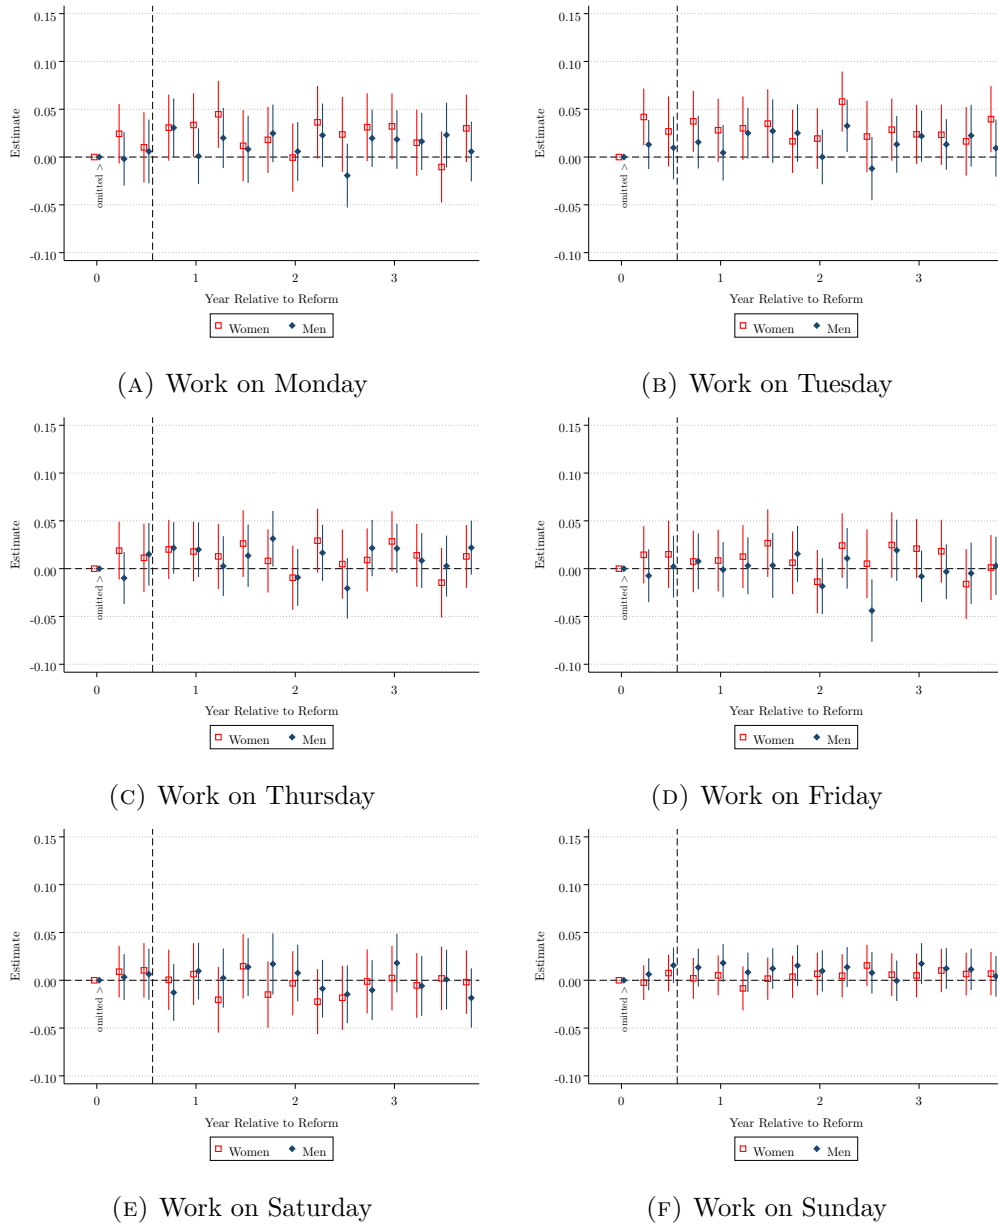 0.15
0.10
0.05
0.00
-0.05
-0.10
Estimate
omitted >
0 1 2 3
Year Relative to Reform
Women Men
(A) Work on Monday
0.15
0.10
0.05
0.00
-0.05
-0.10
Estimate
omitted >
0 1 2 3
Year Relative to Reform
Women Men
(B) Work on Tuesday
0.15
0.10
0.05
0.00
-0.05
-0.10
Estimate
omitted >
0 1 2 3
Year Relative to Reform
Women Men
(C) Work on Thursday
0.15
0.10
0.05
0.00
-0.05
-0.10
Estimate
omitted >
0 1 2 3
Year Relative to Reform
Women Men
(D) Work on Friday
0.15
0.10
0.05
0.00
-0.05
-0.10
Estimate
omitted >
0 1 2 3
Year Relative to Reform
Women Men
(E) Work on Saturday
0.15
0.10
0.05
0.00
-0.05
-0.10
Estimate
omitted >
0 1 2 3
Year Relative to Reform
Women Men
(F) Work on Sunday